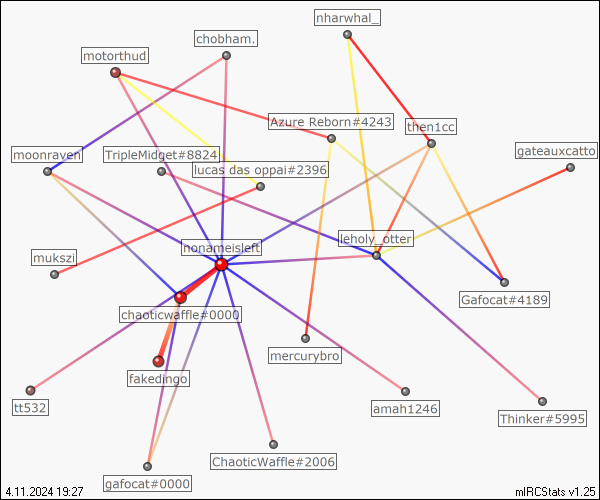 nharwhal_
chobham.
motorthud
Azure Reborn#4243
then1cc
gateauxcatto
moonraven
TripleMidget#8824
lucas das oppai#2396
nonameisleft
leholy_otter
mukszi
Gafocat#4189
chaoticwaffle#0000
mercurybro
fakedingo
tt532
amah1246
Thinker#5995
ChaoticWaffle#2006
gafocat#0000
4.11.2024 19:27
mIRCStats v1.25